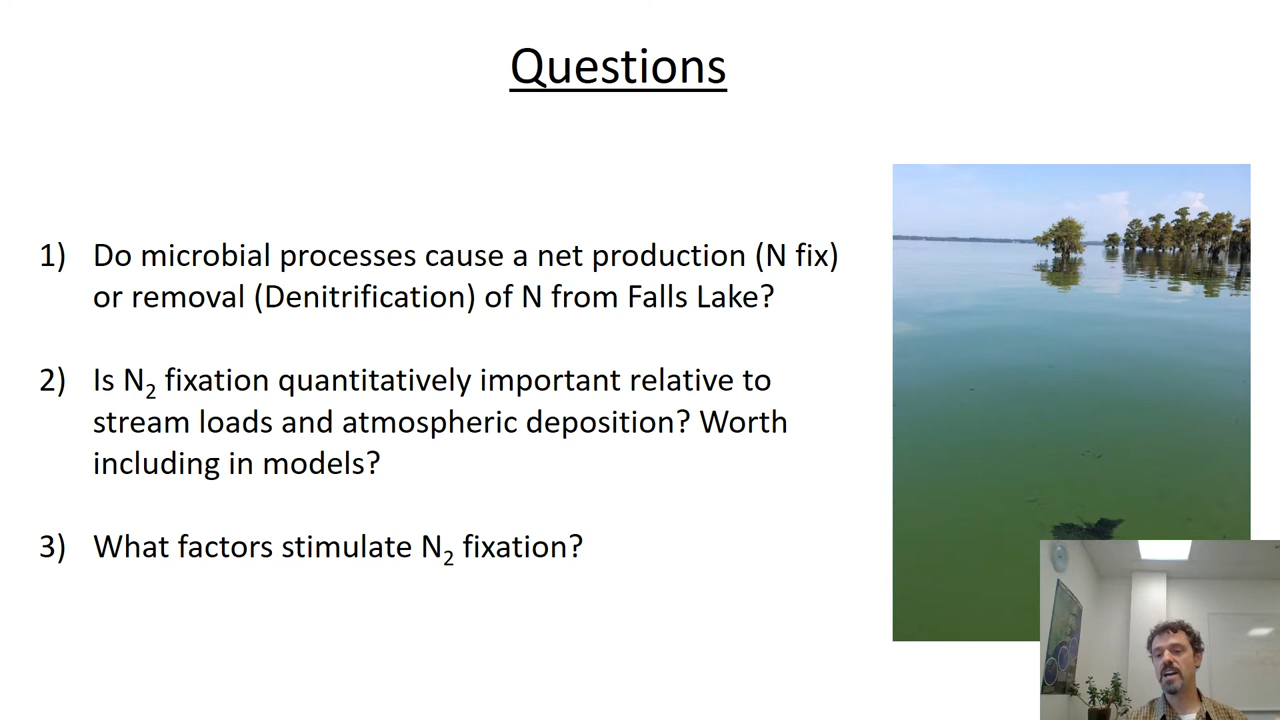 Questions
1) Do microbial processes cause a net production (N fix)
or removal (Denitrification) of N from Falls Lake?
2) Is N₂ fixation quantitatively important relative to
stream loads and atmospheric deposition? Worth
including in models?
3) What factors stimulate N₂ fixation?